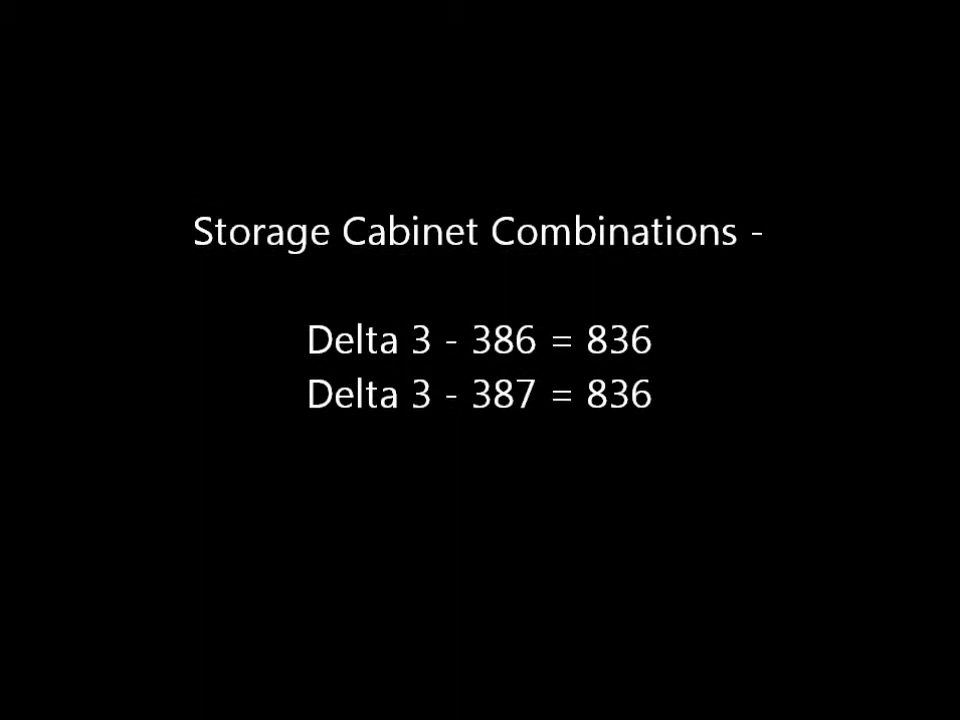 Storage Cabinet Combinations -
Delta 3 - 386 = 836
Delta 3 - 387 = 836